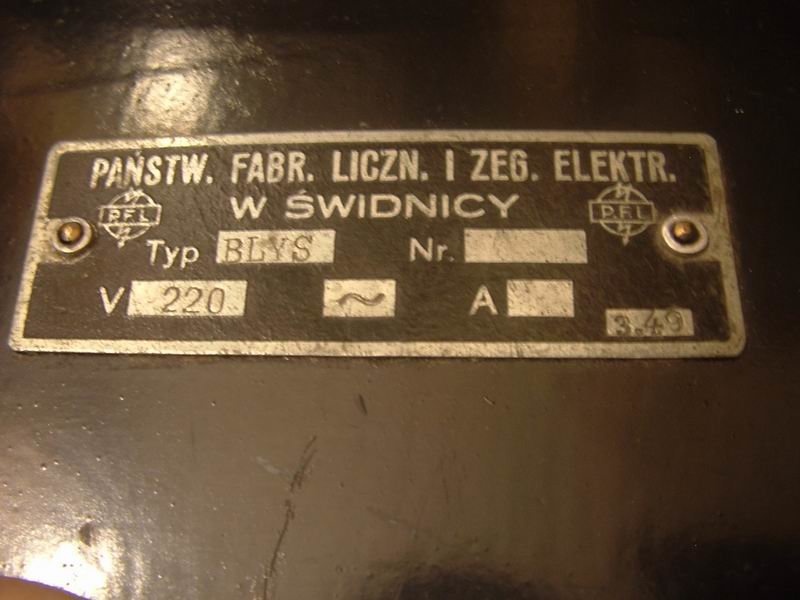 PAŃSTW. FABR. LICZN. I ZEG. ELEKTR.
W ŚWIDNICY
P.F.L P.F.L
Typ BLYS Nr.
V 220 ~ A
3.49